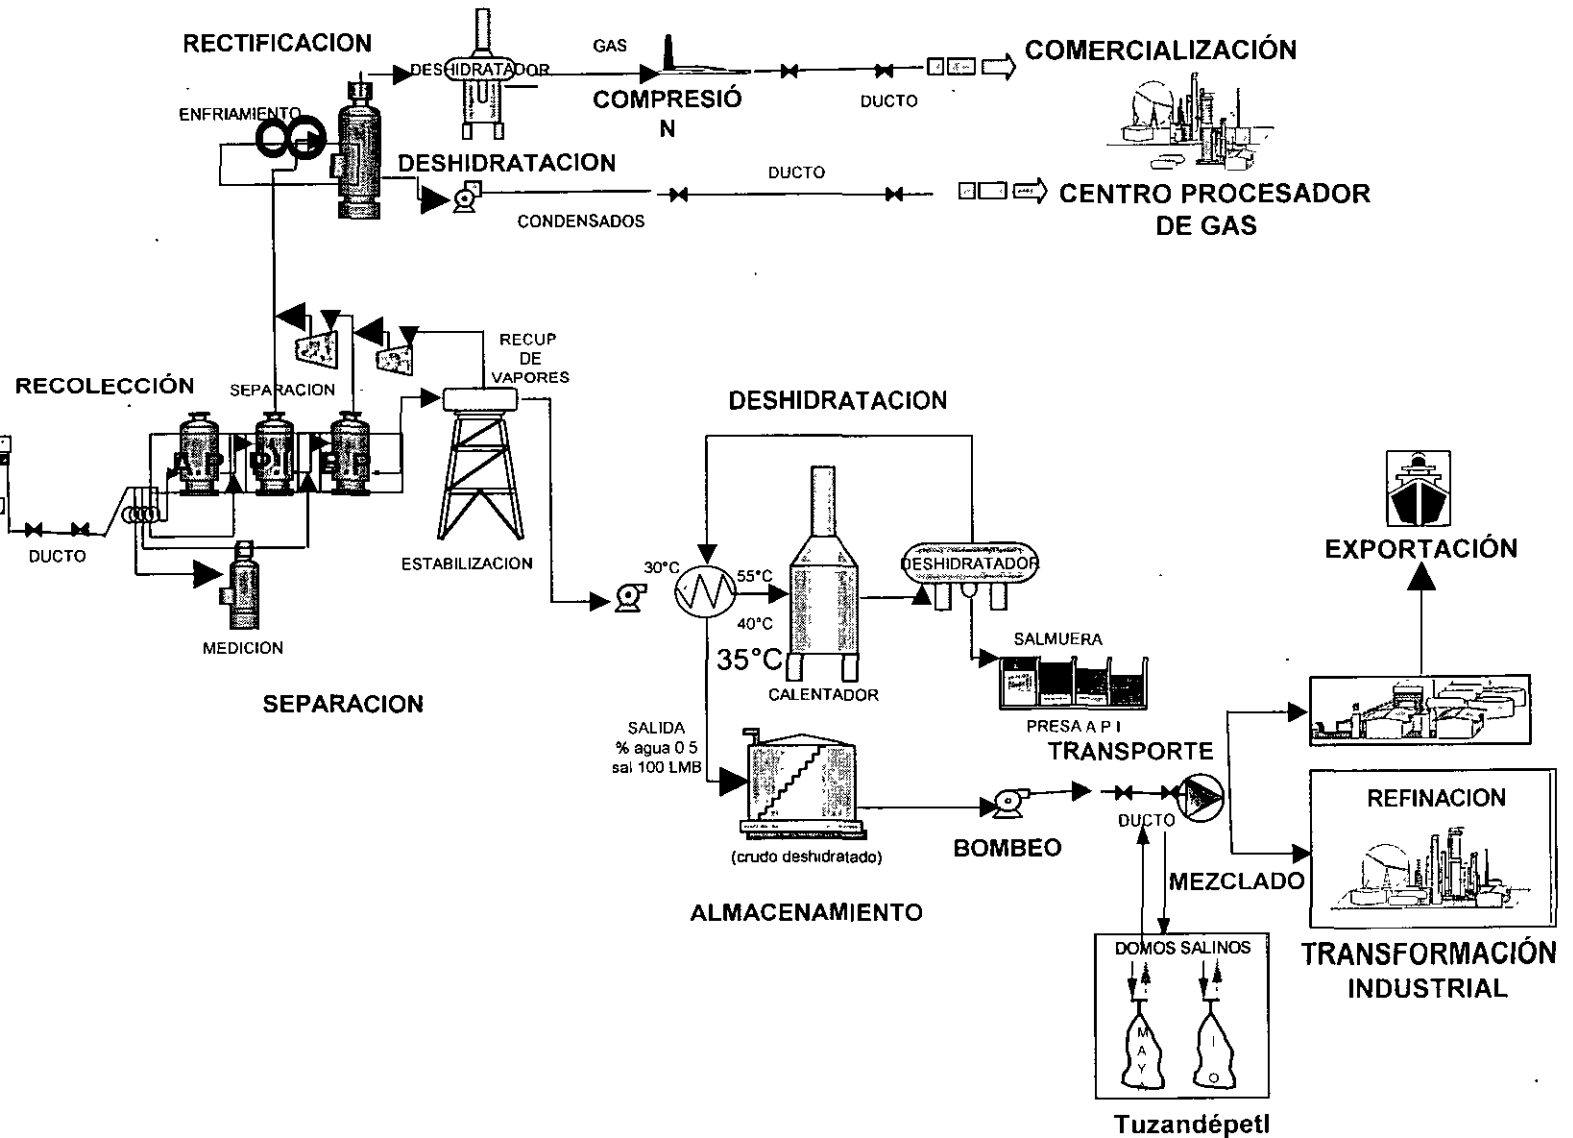 RECTIFICACION
DESHIDRATADOR
GAS
COMERCIALIZACIÓN
ENFRIAMIENTO
COMPRESIÓ
N
DUCTO
DESHIDRATACION
DUCTO
CONDENSADOS
CENTRO PROCESADOR
DE GAS
RECUP
DE
VAPORES
RECOLECCIÓN
SEPARACION
A.P
P.I
B.P
DUCTO
ESTABILIZACION
MEDICION
SEPARACION
DESHIDRATACION
30°C
55°C
DESHIDRATADOR
40°C
35°C
CALENTADOR
SALMUERA
PRESA A P I
EXPORTACIÓN
SALIDA
% agua 0 5
sal 100 LMB
TRANSPORTE
DUCTO
(crudo deshidratado)
BOMBEO
ALMACENAMIENTO
MEZCLADO
REFINACION
TRANSFORMACIÓN
INDUSTRIAL
DOMOS SALINOS
M
A
Y
A
I
O
Tuzandépetl